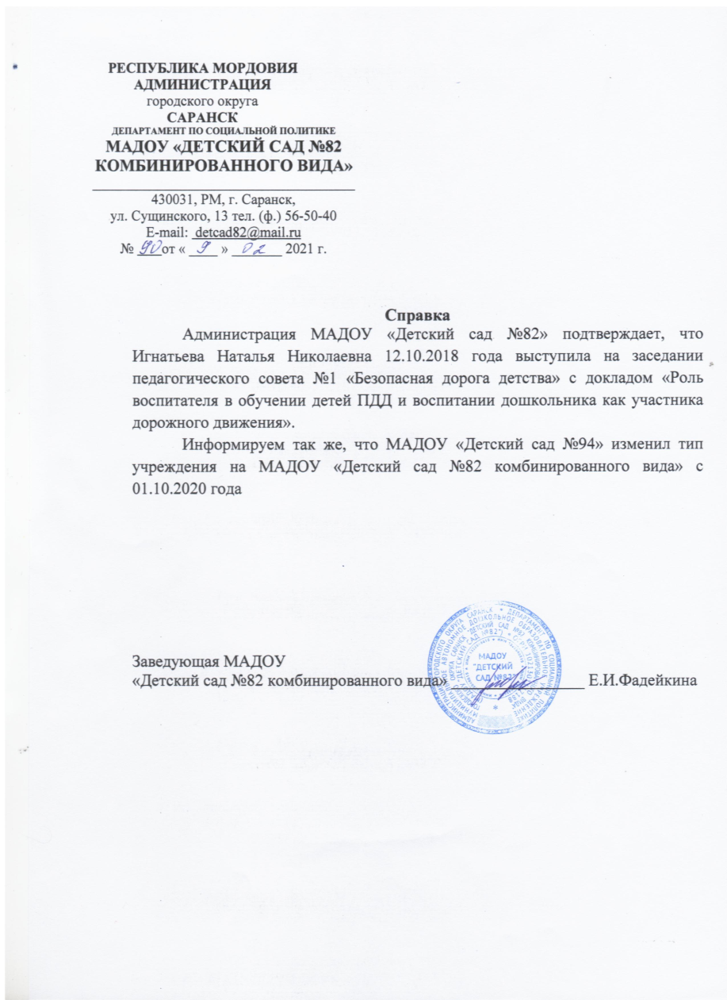 РЕСПУБЛИКА МОРДОВИЯ
АДМИНИСТРАЦИЯ
городского округа
САРАНСК
ДЕПАРТАМЕНТ ПО СОЦИАЛЬНОЙ ПОЛИТИКЕ
МАДОУ «ДЕТСКИЙ САД №82
КОМБИНИРОВАННОГО ВИДА»
430031, РМ, г. Саранск,
ул. Сущинского, 13 тел. (ф.) 56-50-40
E-mail: detcad82@mail.ru
№ 90 от « 9 » 02 2021 г.
Справка
Администрация МАДОУ «Детский сад №82» подтверждает, что
Игнатьева Наталья Николаевна 12.10.2018 года выступила на заседании
педагогического совета №1 «Безопасная дорога детства» с докладом «Роль
воспитателя в обучении детей ПДД и воспитании дошкольника как участника
дорожного движения».
Информируем так же, что МАДОУ «Детский сад №94» изменил тип
учреждения на МАДОУ «Детский сад №82 комбинированного вида» с
01.10.2020 года
Заведующая МАДОУ
«Детский сад №82 комбинированного вида» Е.И.Фадейкина
МАДОУ
"ДЕТСКИЙ
САД №82"